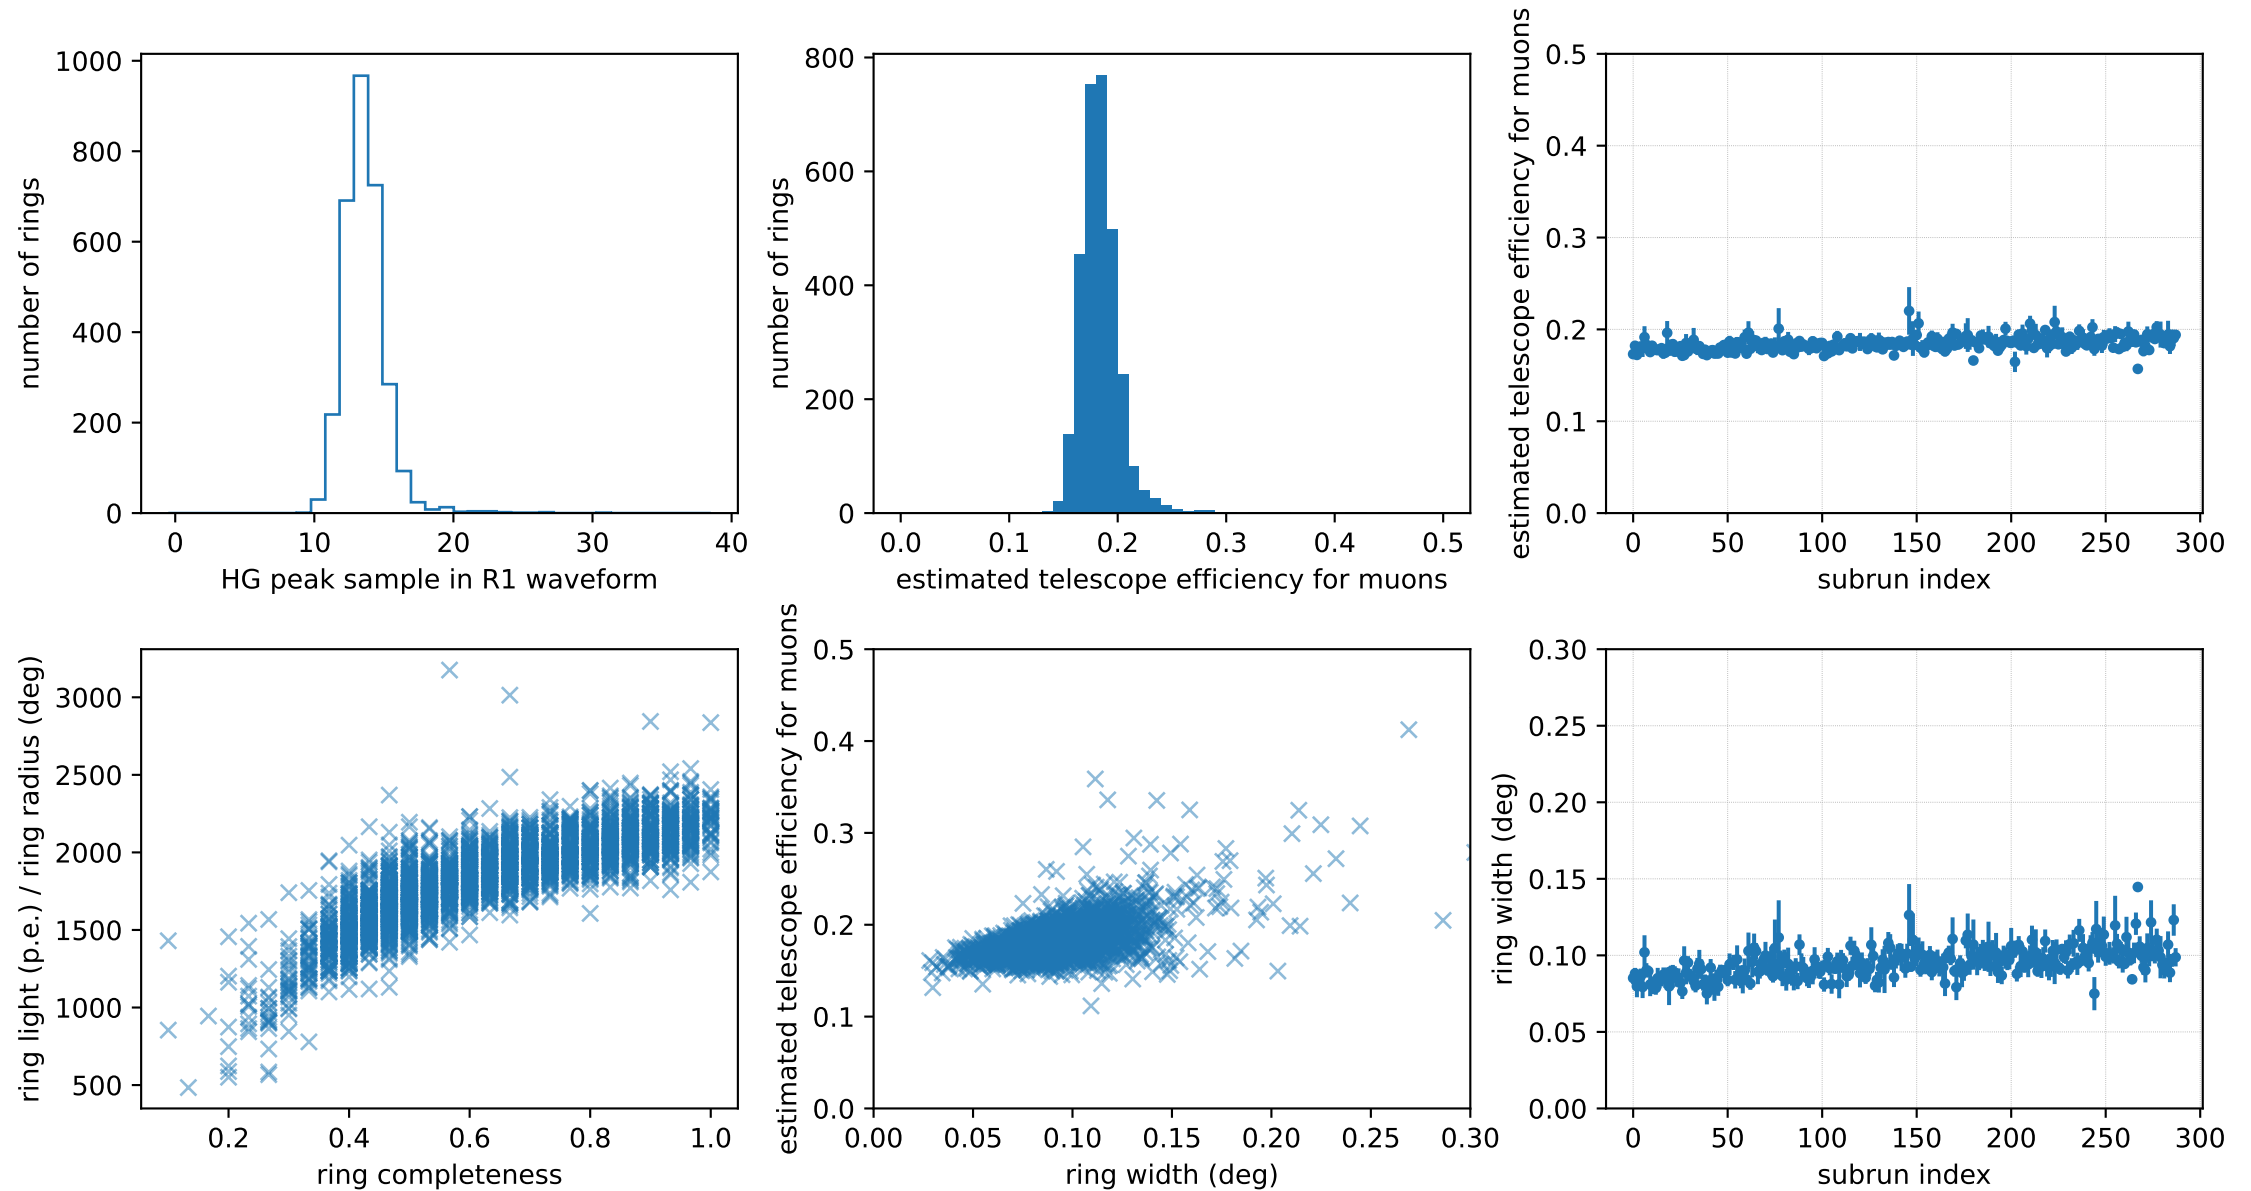 1000
800
600
400
200
0
number of rings
0 10 20 30 40
HG peak sample in R1 waveform
800
600
400
200
0
number of rings
0.0 0.1 0.2 0.3 0.4 0.5
estimated telescope efficiency for muons
0.5
0.4
0.3
0.2
0.1
0.0
estimated telescope efficiency for muons
0 50 100 150 200 250 300
subrun index
3000
2500
2000
1500
1000
500
ring light (p.e.) / ring radius (deg)
0.2 0.4 0.6 0.8 1.0
ring completeness
0.5
0.4
0.3
0.2
0.1
0.0
estimated telescope efficiency for muons
0.00 0.05 0.10 0.15 0.20 0.25 0.30
ring width (deg)
0.30
0.25
0.20
0.15
0.10
0.05
0.00
ring width (deg)
0 50 100 150 200 250 300
subrun index